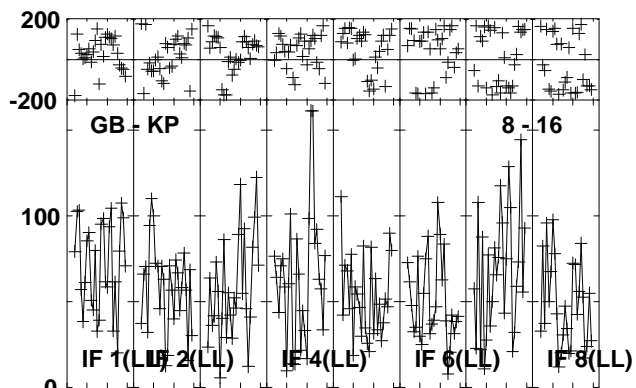 200
-200
GB - KP 8 - 16
100
0
IF 1(LL) IF 2(LL) IF 4(LL) IF 6(LL) IF 8(LL)